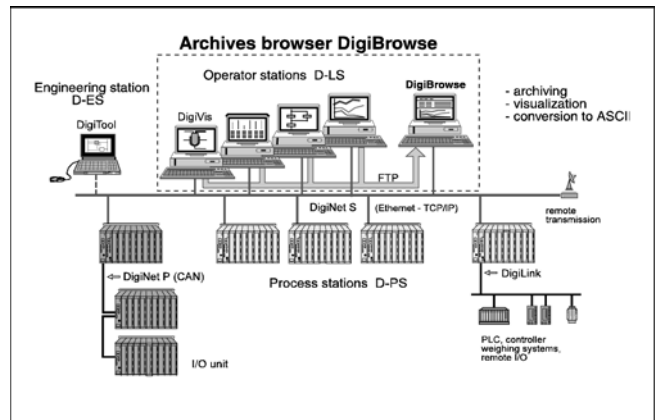 Archives browser DigiBrowse
Operator stations D-LS
Engineering station
D-ES
DigiTool
DigiVis
DigiBrowse
- archiving
- visualization
- conversion to ASCII
FTP
DigiNet S
(Ethernet - TCP/IP)
remote
transmission
DigiNet P (CAN)
Process stations D-PS
DigiLink
I/O unit
PLC, controller
weighing systems,
remote I/O